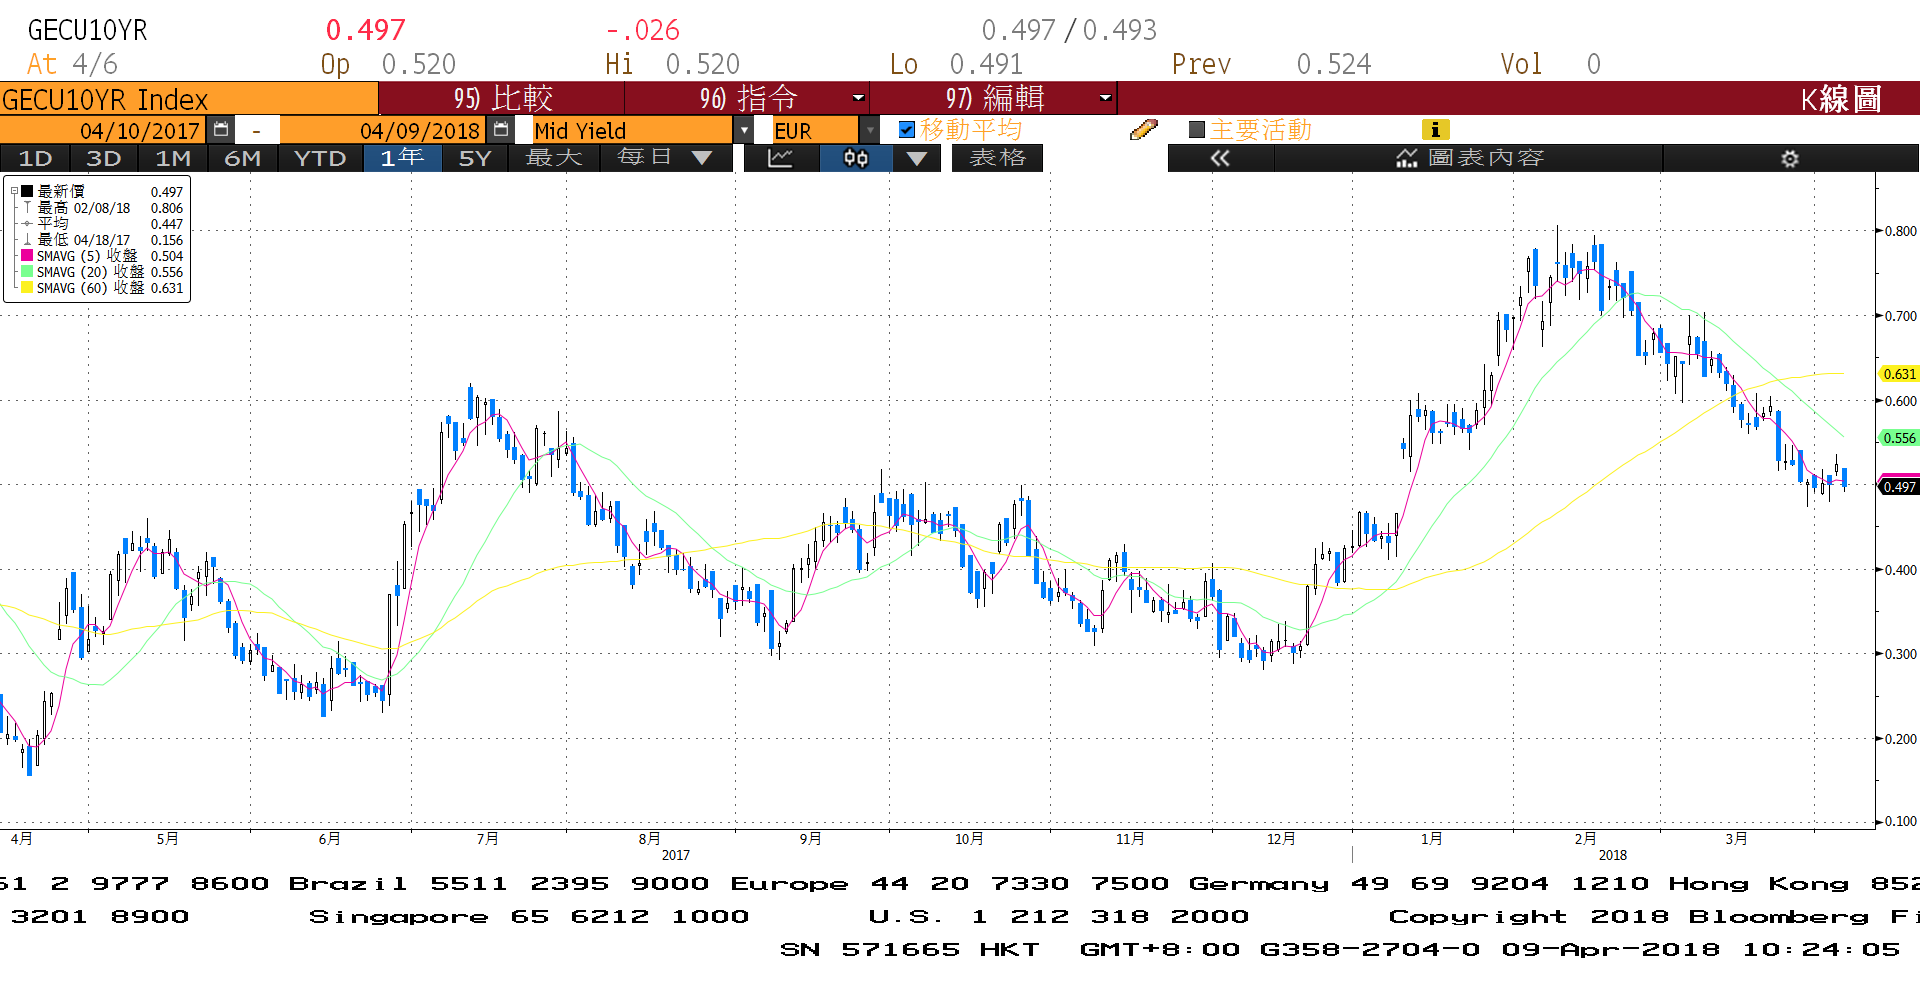 GECU10YR 0.497 -.026 0.497/0.493
At 4/6 Op 0.520 Hi 0.520 Lo 0.491 Prev 0.524 Vol 0
GECU10YR Index 95) 比較 96) 指令 97) 編輯 K線圖
04/10/2017 - 04/09/2018 Mid Yield EUR 移動平均 主要活動
1D 3D 1M 6M YTD 1年 5Y 最大 每日 表格 圖表內容
最新價 0.497
最高 02/08/18 0.806
平均 0.447
最低 04/18/17 0.156
SMAVG (5) 收盤 0.504
SMAVG (20) 收盤 0.556
SMAVG (60) 收盤 0.631
0.800
0.700
0.631
0.600
0.556
0.497
0.400
0.300
0.200
0.100
4月 5月 6月 7月 8月 9月 10月 11月 12月 1月 2月 3月
2017 2018
61 2 9777 8600 Brazil 5511 2395 9000 Europe 44 20 7330 7500 Germany 49 69 9204 1210 Hong Kong 852
3201 8900 Singapore 65 6212 1000 U.S. 1 212 318 2000 Copyright 2018 Bloomberg Fi
SN 571665 HKT GMT+8:00 G358-2704-0 09-Apr-2018 10:24:05